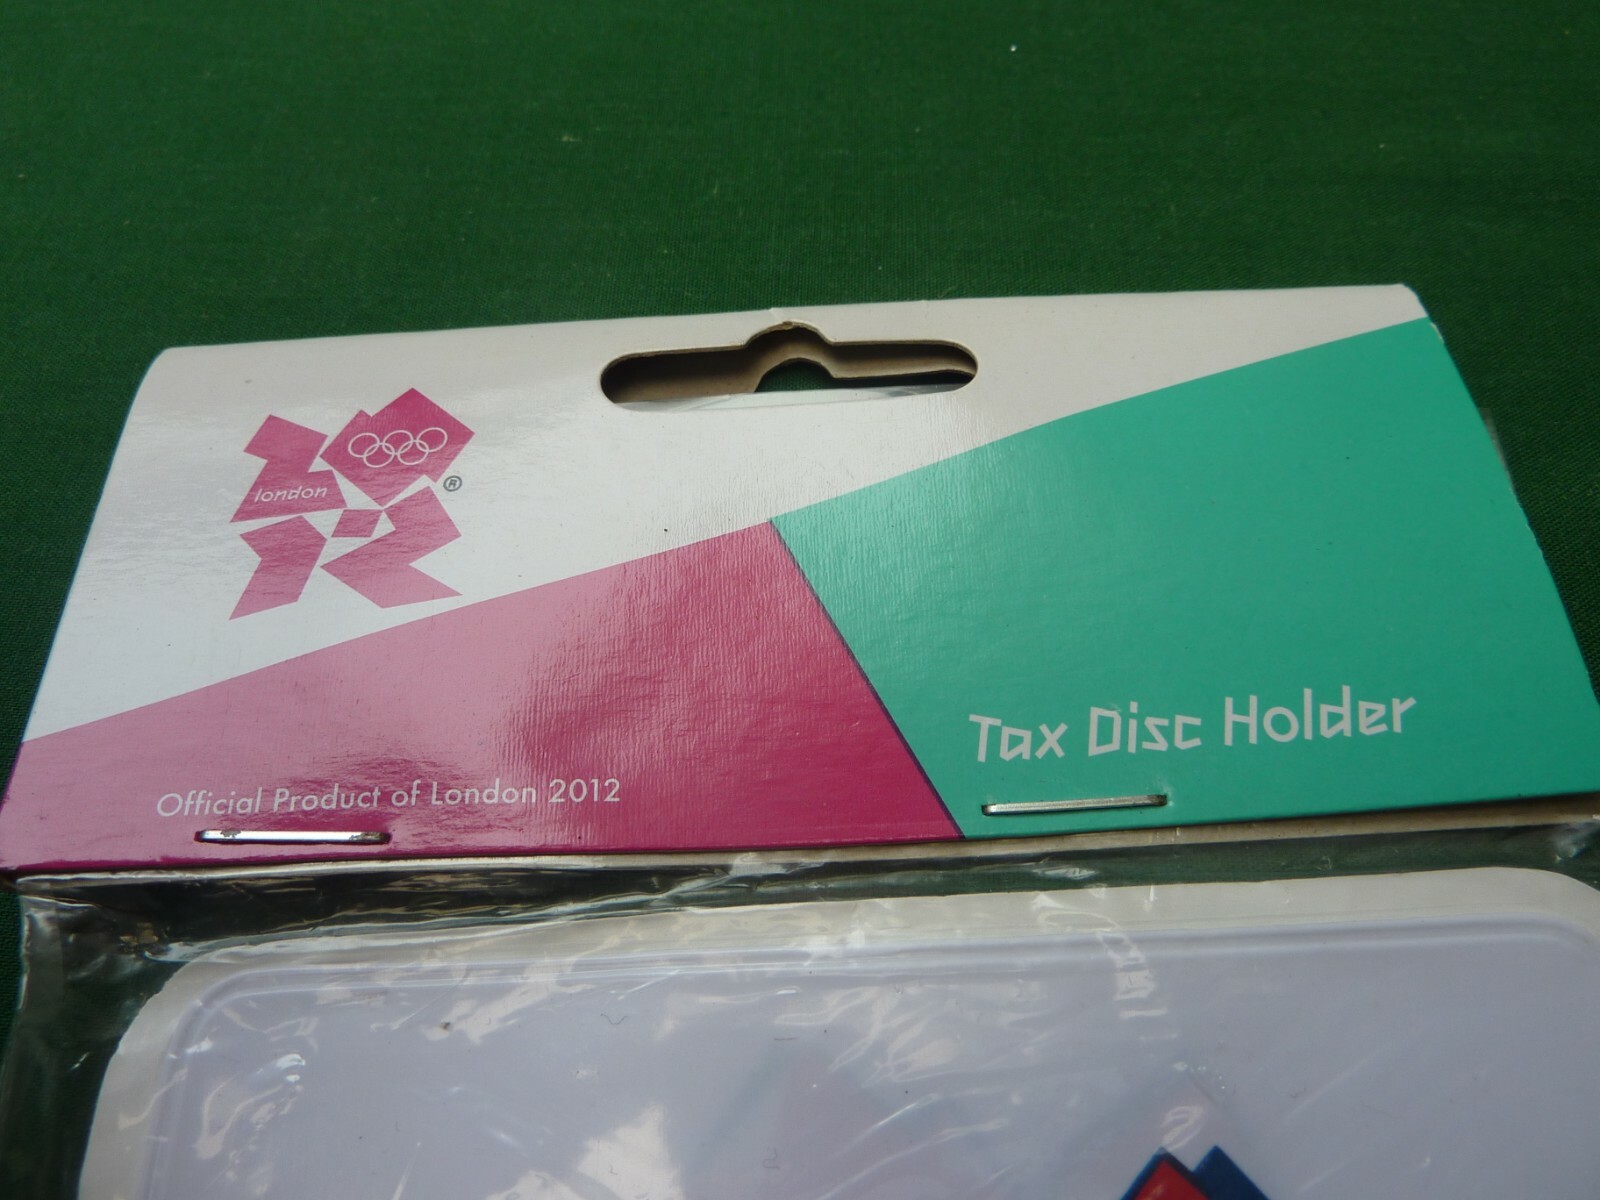 london
®
Tax Disc Holder
Official Product of London 2012